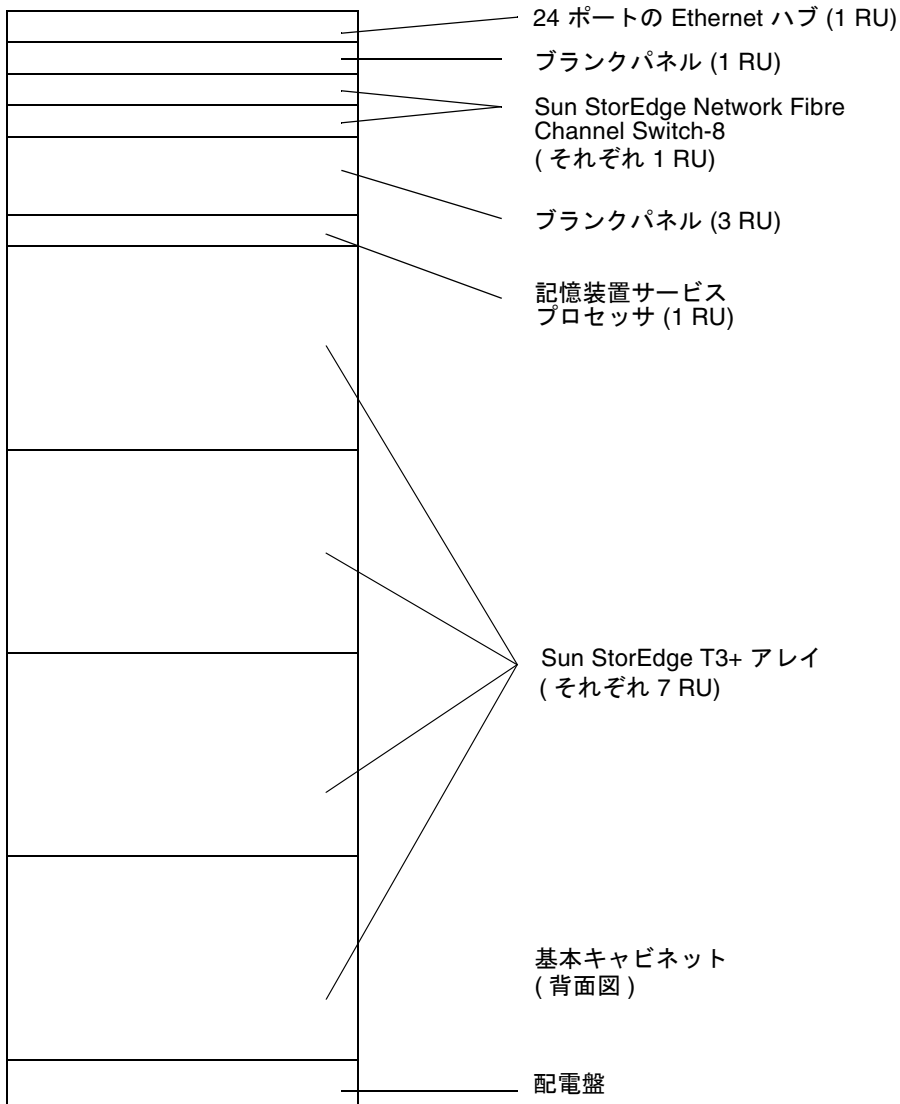 24 ポートの Ethernet ハブ (1 RU)
ブランクパネル (1 RU)
Sun StorEdge Network Fibre
Channel Switch-8
( それぞれ 1 RU)
ブランクパネル (3 RU)
記憶装置サービス
プロセッサ (1 RU)
Sun StorEdge T3+ アレイ
( それぞれ 7 RU)
基本キャビネット
( 背面図 )
配電盤